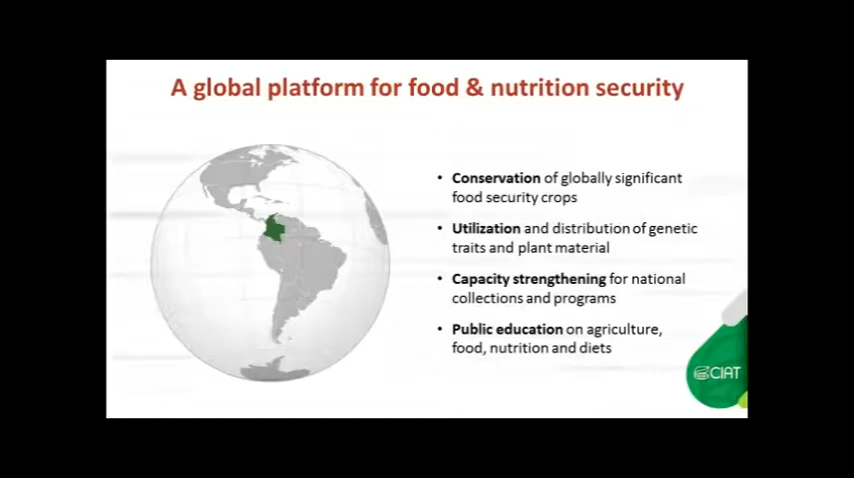 A global platform for food & nutrition security
• Conservation of globally significant
food security crops
• Utilization and distribution of genetic
traits and plant material
• Capacity strengthening for national
collections and programs
• Public education on agriculture,
food, nutrition and diets
CIAT